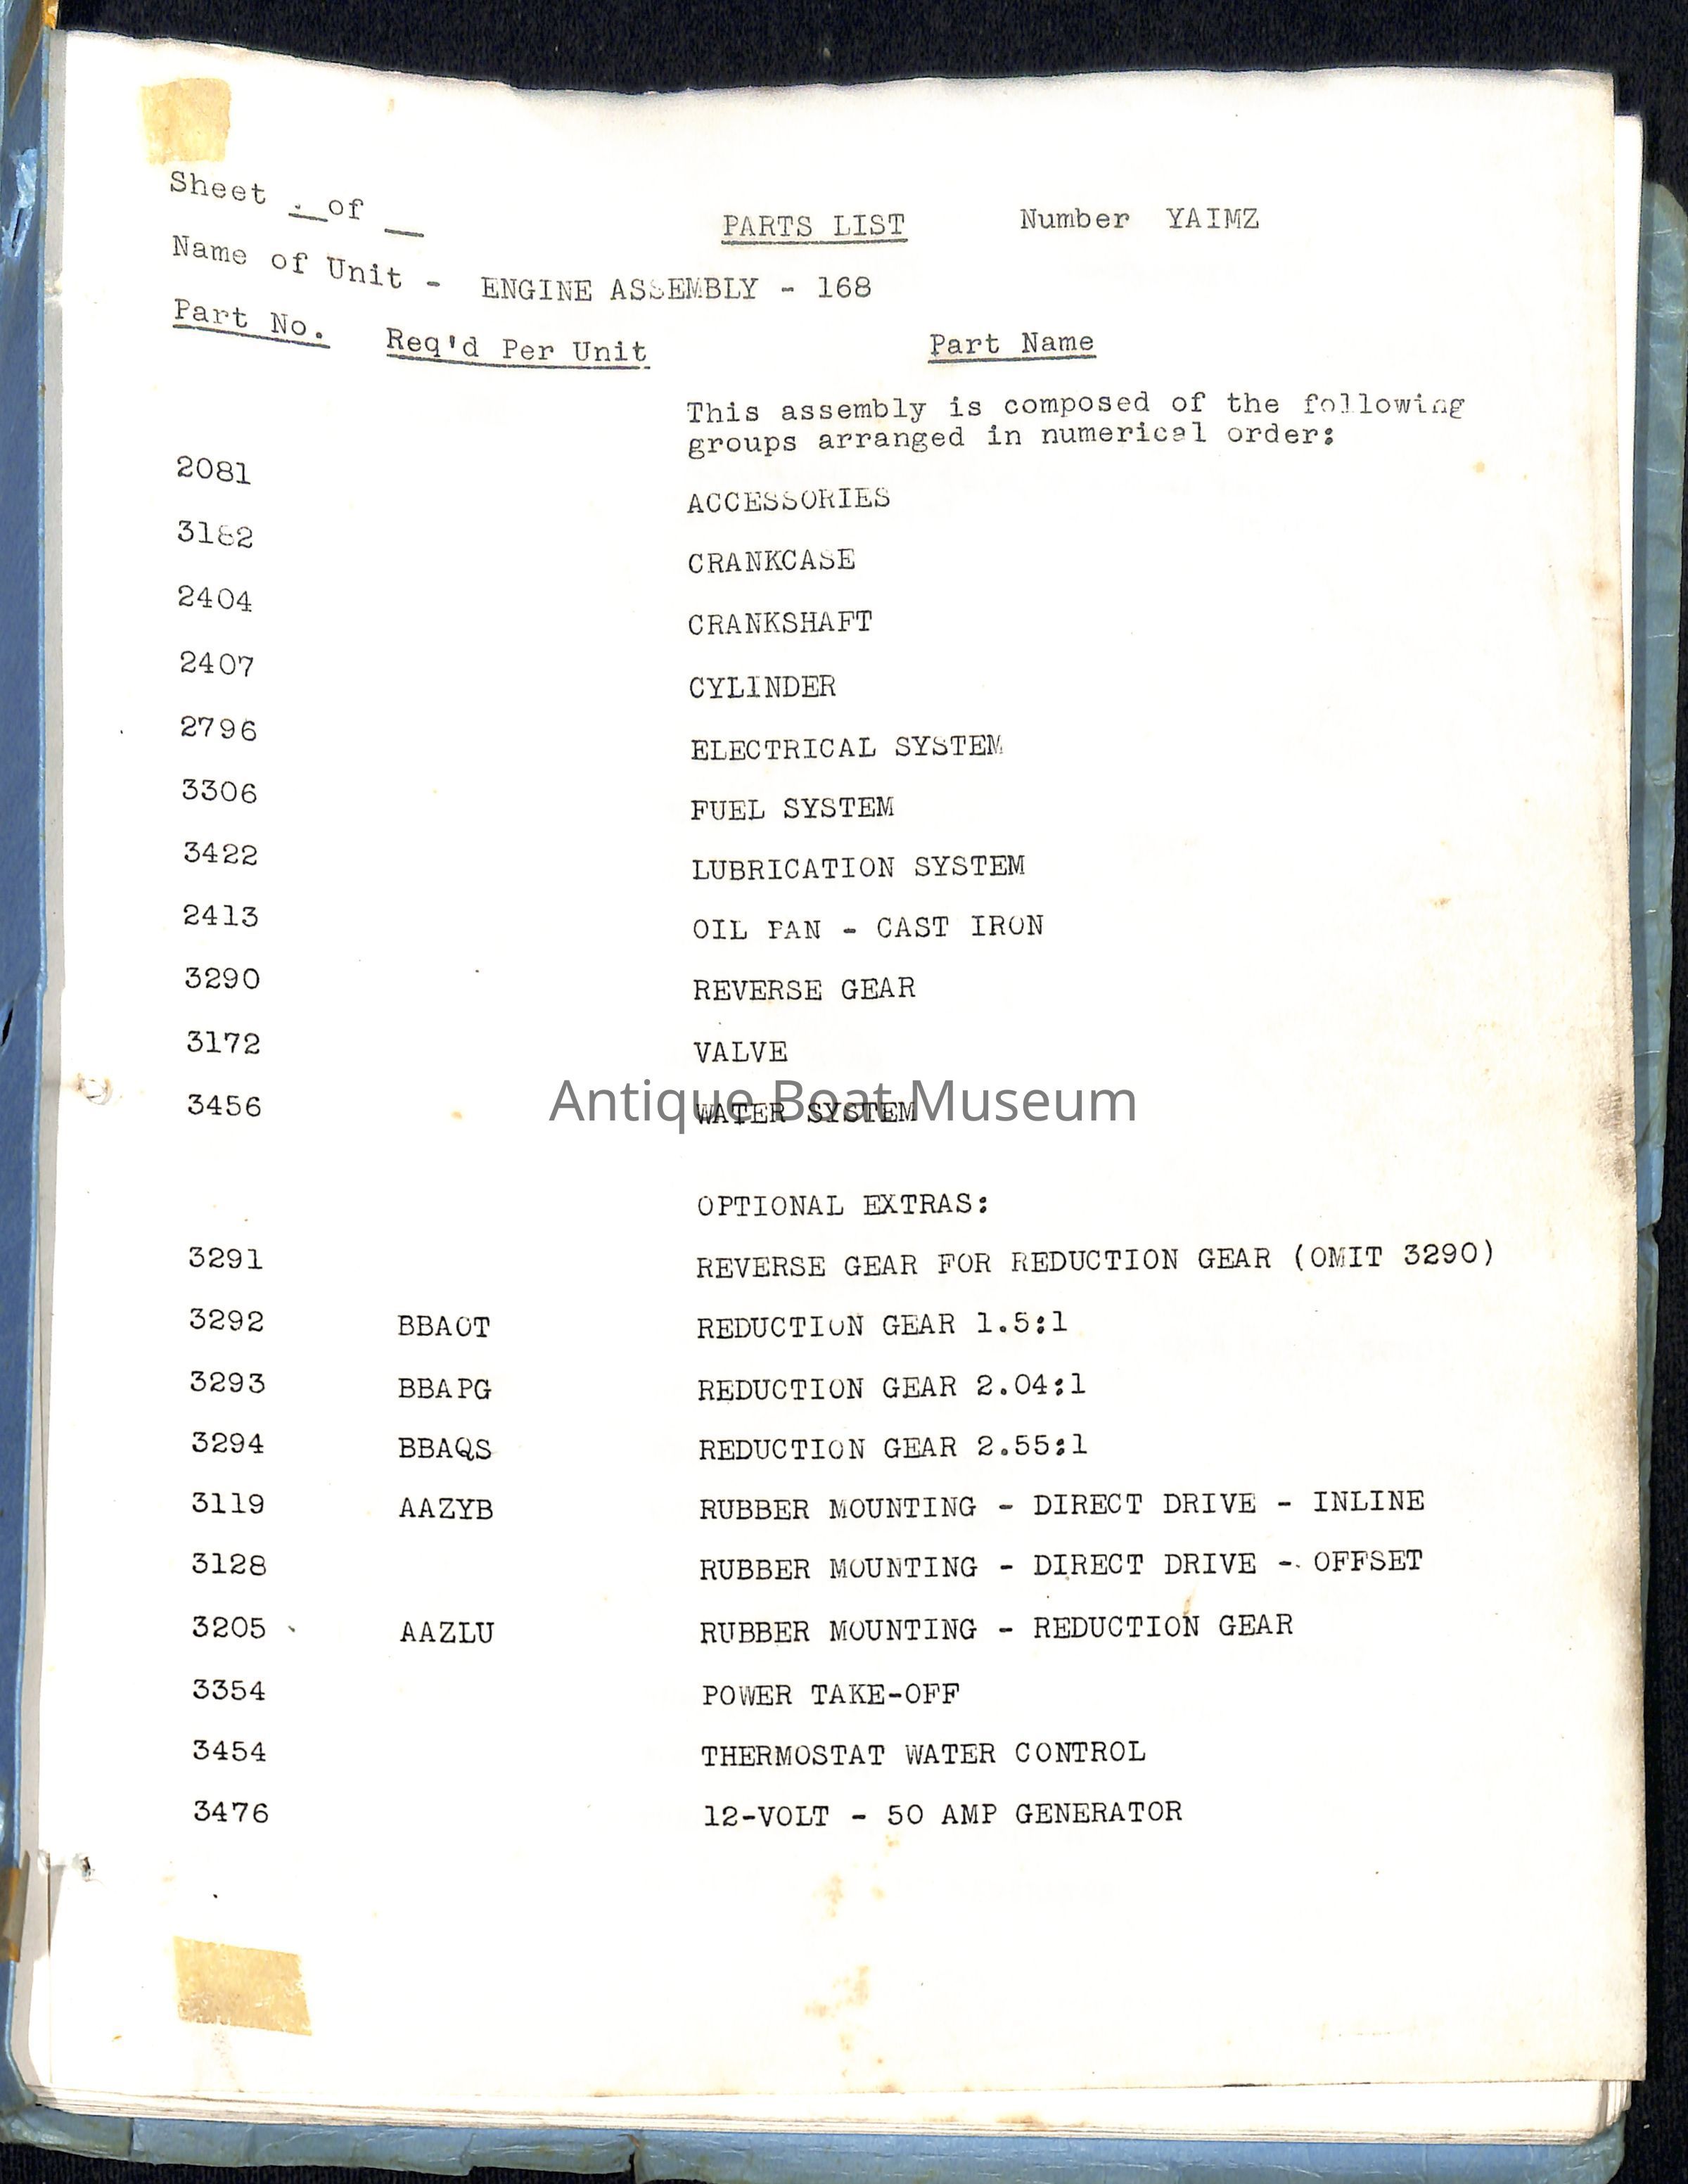 Sheet __ of __
PARTS LIST Number YAIMZ
Name of Unit - ENGINE ASSEMBLY - 168
Part No. Req'd Per Unit Part Name
This assembly is composed of the following
groups arranged in numerical order:
2081 ACCESSORIES
3182 CRANKCASE
2404 CRANKSHAFT
2407 CYLINDER
2796 ELECTRICAL SYSTEM
3306 FUEL SYSTEM
3422 LUBRICATION SYSTEM
2413 OIL PAN - CAST IRON
3290 REVERSE GEAR
3172 VALVE
3456 WATER SYSTEM
Antique Boat Museum
OPTIONAL EXTRAS:
3291 REVERSE GEAR FOR REDUCTION GEAR (OMIT 3290)
3292 BBAOT REDUCTION GEAR 1.5:1
3293 BBAPG REDUCTION GEAR 2.04:1
3294 BBAQS REDUCTION GEAR 2.55:1
3119 AAZYB RUBBER MOUNTING - DIRECT DRIVE - INLINE
3128 RUBBER MOUNTING - DIRECT DRIVE - OFFSET
3205 AAZLU RUBBER MOUNTING - REDUCTION GEAR
3354 POWER TAKE-OFF
3454 THERMOSTAT WATER CONTROL
3476 12-VOLT - 50 AMP GENERATOR